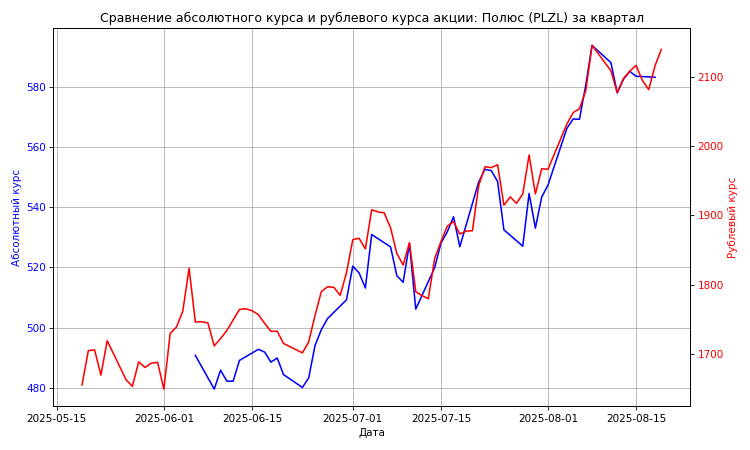 Сравнение абсолютного курса и рублевого курса акции: Полюс (PLZL) за квартал
Абсолютный курс
580
560
540
520
500
480
2100
2000
1900
1800
1700
Рублевый курс
2025-05-15 2025-06-01 2025-06-15 2025-07-01 2025-07-15 2025-08-01 2025-08-15
Дата